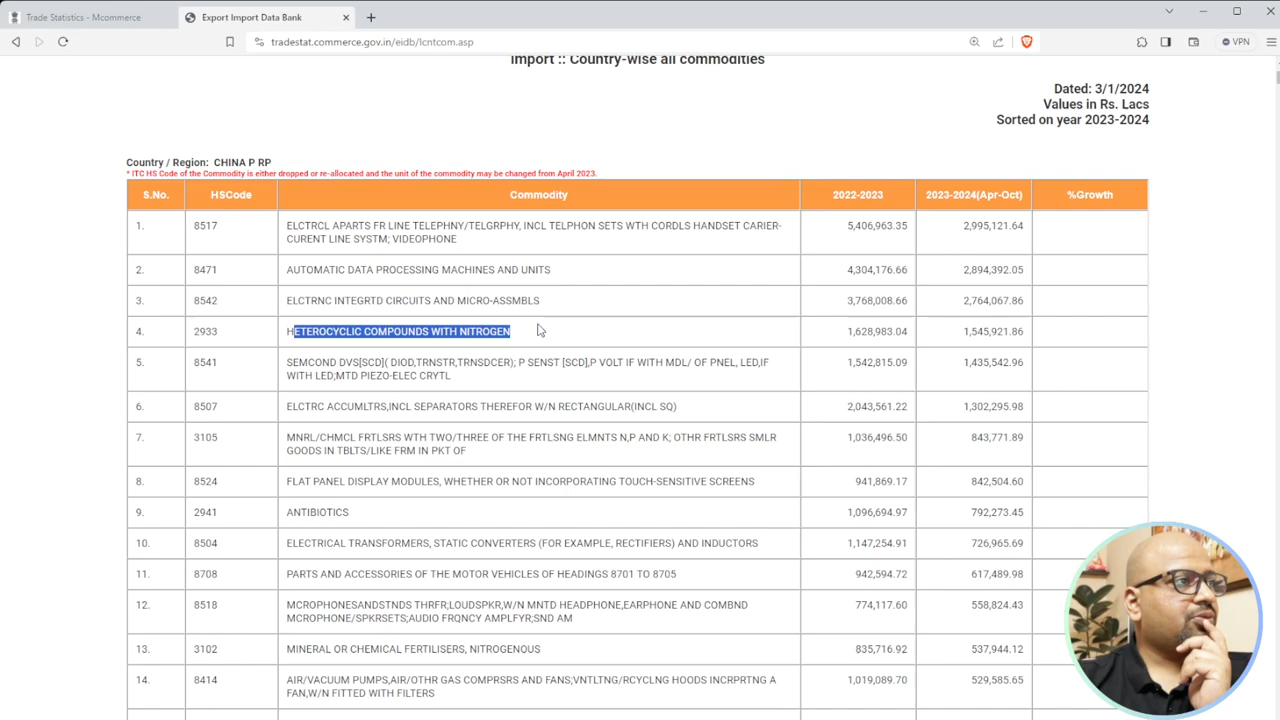 Trade Statistics - Mcommerce
Export Import Data Bank
tradestat.commerce.gov.in/eidb/Icntcom.asp
VPN
Import :: Country-wise all commodities
Dated: 3/1/2024
Values in Rs. Lacs
Sorted on year 2023-2024
Country / Region: CHINA P RP
* ITC HS Code of the Commodity is either dropped or re-allocated and the unit of the commodity may be changed from April 2023.
S.No. HSCode Commodity 2022-2023 2023-2024(Apr-Oct) %Growth
1. 8517 ELCTRCL APARTS FR LINE TELEPHNY/TELGRPHY, INCL TELPHON SETS WTH CORDLS HANDSET CARIER- 5,406,963.35 2,995,121.64
CURENT LINE SYSTM; VIDEOPHONE
2. 8471 AUTOMATIC DATA PROCESSING MACHINES AND UNITS 4,304,176.66 2,894,392.05
3. 8542 ELCTRNC INTEGRTD CIRCUITS AND MICRO-ASSMBLS 3,768,008.66 2,764,067.86
4. 2933 HETEROCYCLIC COMPOUNDS WITH NITROGEN 1,628,983.04 1,545,921.86
5. 8541 SEMCOND DVS[SCD]( DIOD,TRNSTR,TRNSDCER); P SENST [SCD],P VOLT IF WITH MDL/ OF PNEL, LED,IF 1,542,815.09 1,435,542.96
WITH LED;MTD PIEZO-ELEC CRYTL
6. 8507 ELCTRC ACCUMLTRS,INCL SEPARATORS THEREFOR W/N RECTANGULAR(INCL SQ) 2,043,561.22 1,302,295.98
7. 3105 MNRL/CHMCL FRTLSRS WTH TWO/THREE OF THE FRTLSNG ELMNTS N,P AND K; OTHR FRTLSRS SMLR 1,036,496.50 843,771.89
GOODS IN TBLTS/LIKE FRM IN PKT OF
8. 8524 FLAT PANEL DISPLAY MODULES, WHETHER OR NOT INCORPORATING TOUCH-SENSITIVE SCREENS 941,869.17 842,504.60
9. 2941 ANTIBIOTICS 1,096,694.97 792,273.45
10. 8504 ELECTRICAL TRANSFORMERS, STATIC CONVERTERS (FOR EXAMPLE, RECTIFIERS) AND INDUCTORS 1,147,254.91 726,965.69
11. 8708 PARTS AND ACCESSORIES OF THE MOTOR VEHICLES OF HEADINGS 8701 TO 8705 942,594.72 617,489.98
12. 8518 MCROPHONESANDSTNDS THRFR;LOUDSPKR,W/N MNTD HEADPHONE,EARPHONE AND COMBND 774,117.60 558,824.43
MCROPHONE/SPKRSETS;AUDIO FRQNCY AMPLFYR;SND AM
13. 3102 MINERAL OR CHEMICAL FERTILISERS, NITROGENOUS 835,716.92 537,944.12
14. 8414 AIR/VACUUM PUMPS,AIR/OTHR GAS COMPRSRS AND FANS;VNTLTNG/RCYCLNG HOODS INCRPRTNG A 1,019,089.70 529,585.65
FAN,W/N FITTED WITH FILTERS